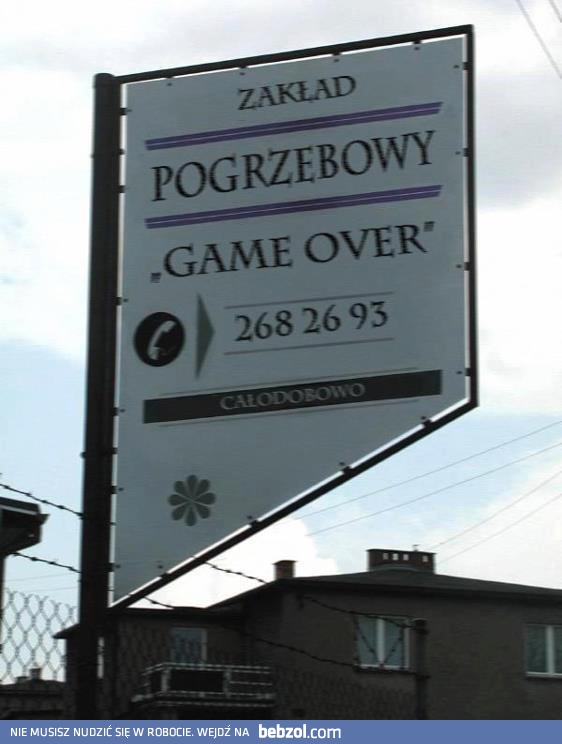 ZAKŁAD
POGRZEBOWY
„GAME OVER"
268 26 93
CAŁODOBOWO
NIE MUSISZ NUDZIĆ SIĘ W ROBOCIE. WEJDŹ NA bebzol.com